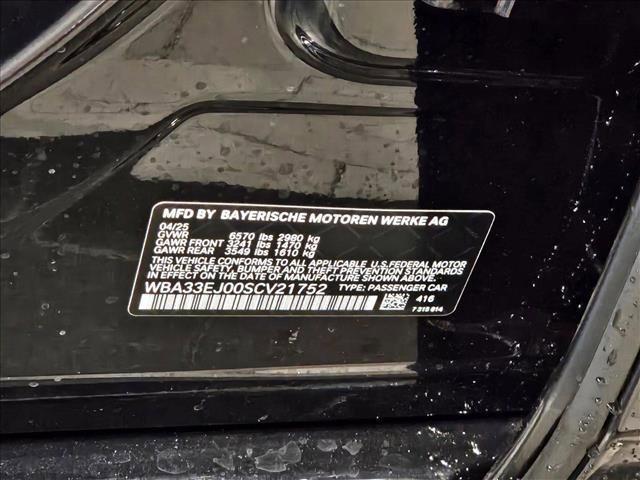 MFD BY BAYERISCHE MOTOREN WERKE AG
04/25
GVWR 6570 lbs 2980 kg
GAWR FRONT 3241 lbs 1470 kg
GAWR REAR 3549 lbs 1610 kg
THIS VEHICLE CONFORMS TO ALL APPLICABLE U.S.FEDERAL MOTOR
VEHICLE SAFETY, BUMPER AND THEFT PREVENTION STANDARDS
IN EFFECT ON THE DATE OF MANUFACTURE SHOWN ABOVE.
WBA33EJ00SCV21752 TYPE: PASSENGER CAR
416
7 313 614